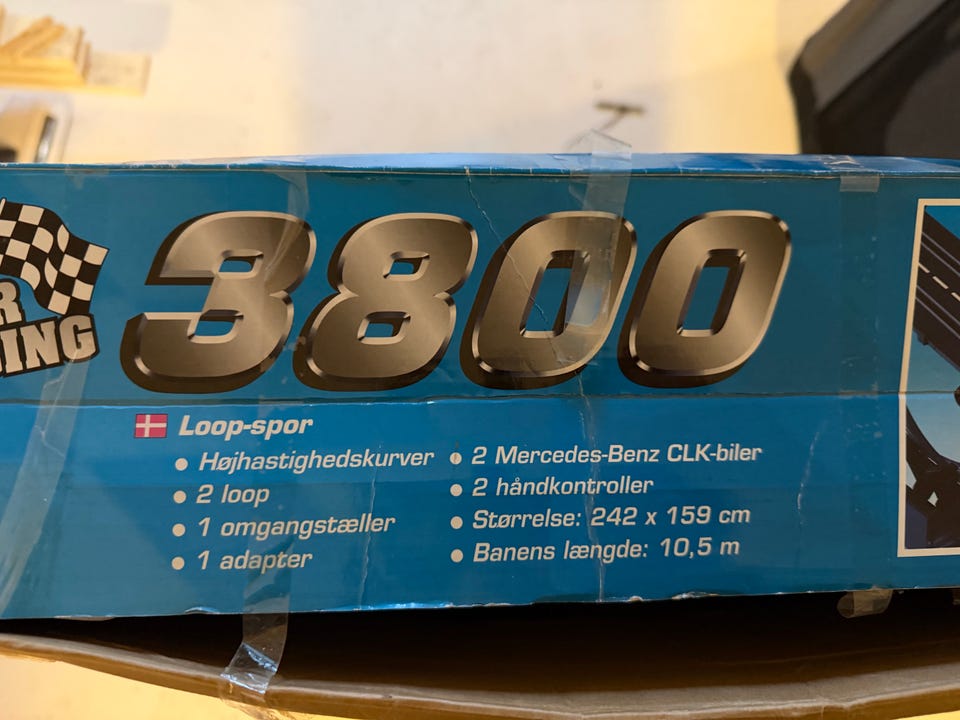 3800
Loop-spor
Højhastighedskurver
2 loop
1 omgangstæller
1 adapter
2 Mercedes-Benz CLK-biler
2 håndkontroller
Størrelse: 242 x 159 cm
Banens længde: 10,5 m